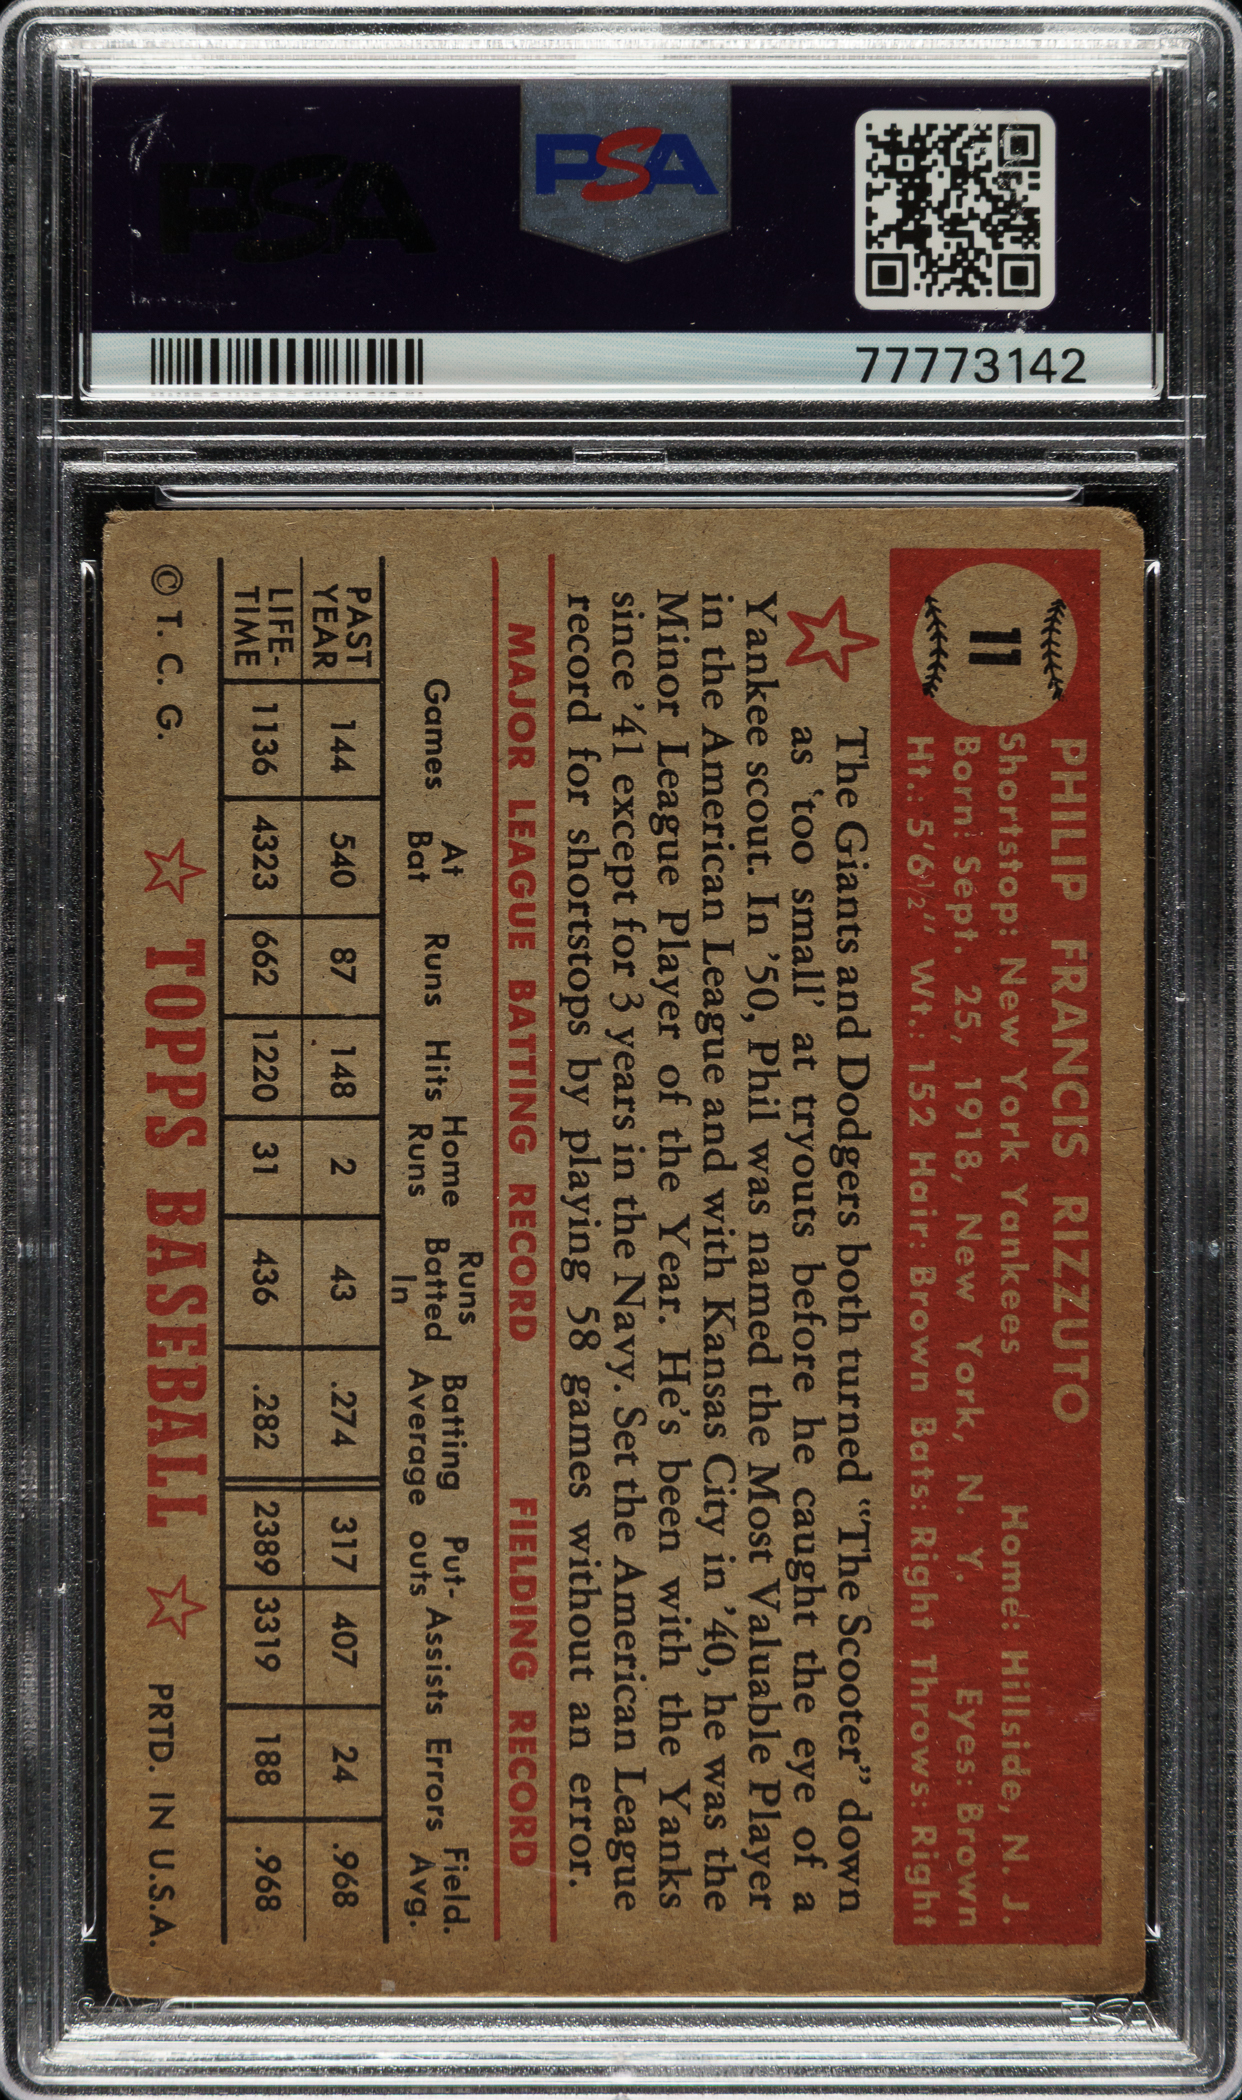 PSA
PSA
77773142
11
PHILIP FRANCIS RIZZUTO
Shortstop: New York Yankees Home: Hillside, N. J.
Born: Sept. 25, 1918, New York, N. Y. Eyes: Brown
Ht.: 5'6½" Wt.: 152 Hair: Brown Bats: Right Throws: Right
The Giants and Dodgers both turned “The Scooter” down
as ‘too small’ at tryouts before he caught the eye of a
Yankee scout. In ’50, Phil was named the Most Valuable Player
in the American League and with Kansas City in ’40, he was the
Minor League Player of the Year. He’s been with the Yanks
since ’41 except for 3 years in the Navy. Set the American League
record for shortstops by playing 58 games without an error.
MAJOR LEAGUE BATTING RECORD FIELDING RECORD
Games At Bat Runs Hits Home Runs Runs Batted In Batting Average Put-outs Assists Errors Field. Avg.
PAST YEAR 144 540 87 148 2 43 .274 317 407 24 .968
LIFE-TIME 1136 4323 662 1220 31 436 .282 2389 3319 188 .968
© T. C. G. TOPPS BASEBALL PRTD. IN U.S.A.
PSA